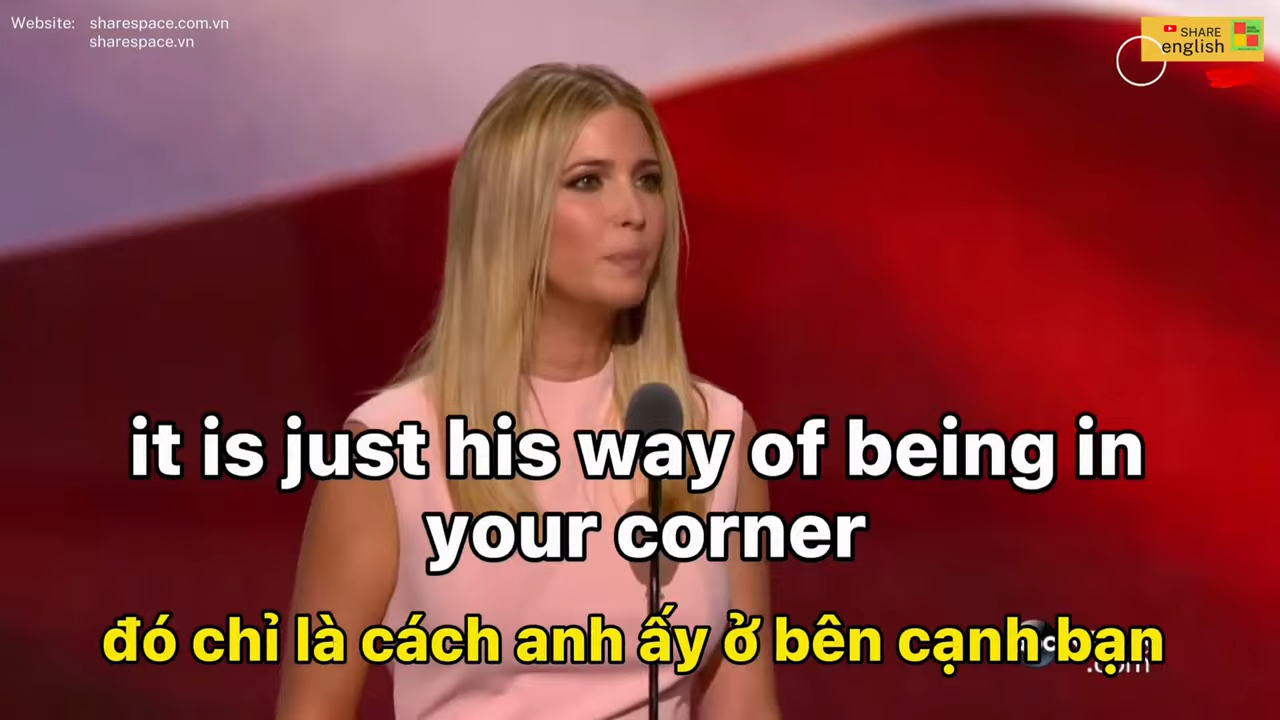 Website: sharespace.com.vn
sharespace.vn
SHARE
english
it is just his way of being in
your corner
đó chỉ là cách anh ấy ở bên cạnh bạn
.com